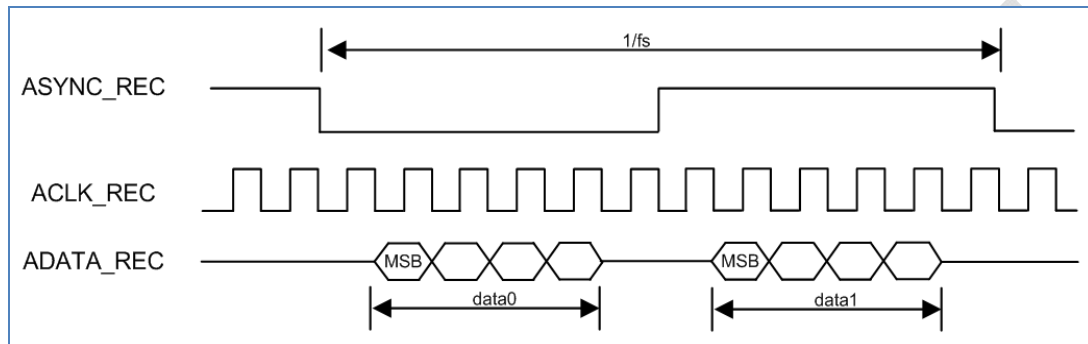 1/fs
ASYNC_REC
ACLK_REC
ADATA_REC
MSB
MSB
data0
data1